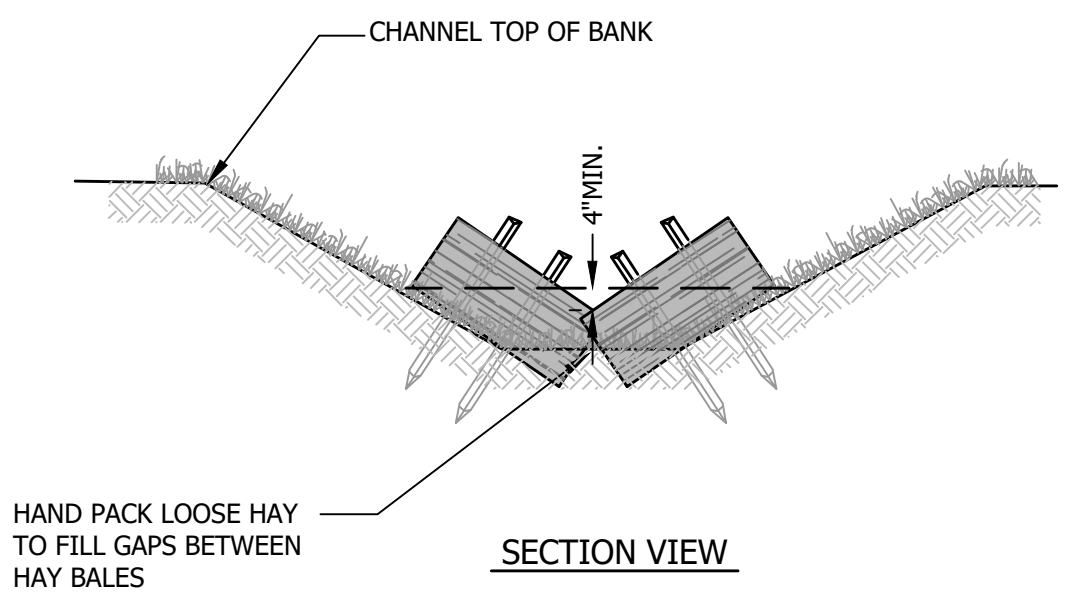 CHANNEL TOP OF BANK
4"MIN.
HAND PACK LOOSE HAY
TO FILL GAPS BETWEEN
HAY BALES
SECTION VIEW